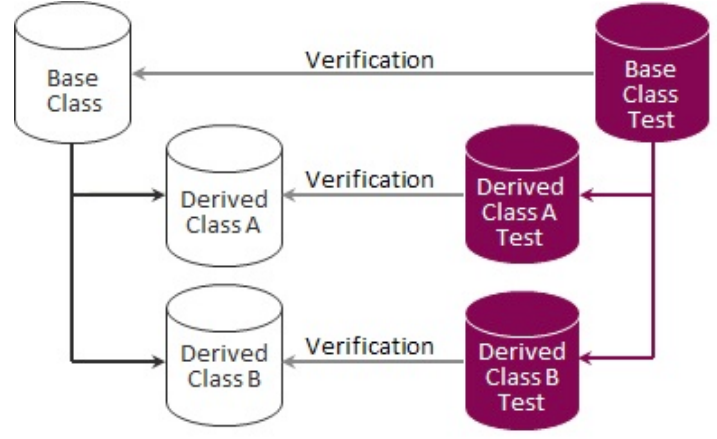 Base
Class
Verification
Base
Class
Test
Derived
Class A
Verification
Derived
Class A
Test
Derived
Class B
Verification
Derived
Class B
Test